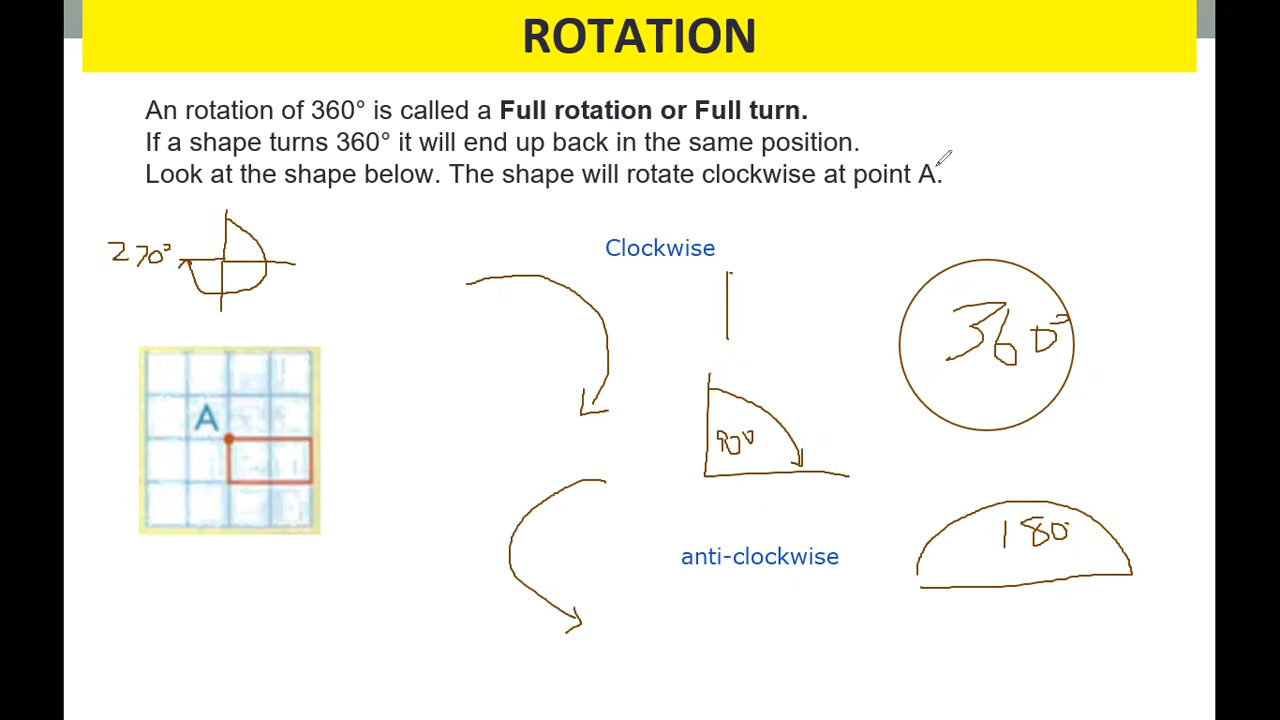 ROTATION
An rotation of 360° is called a Full rotation or Full turn.
If a shape turns 360° it will end up back in the same position.
Look at the shape below. The shape will rotate clockwise at point A.
270°
Clockwise
360°
A
90°
180°
anti-clockwise